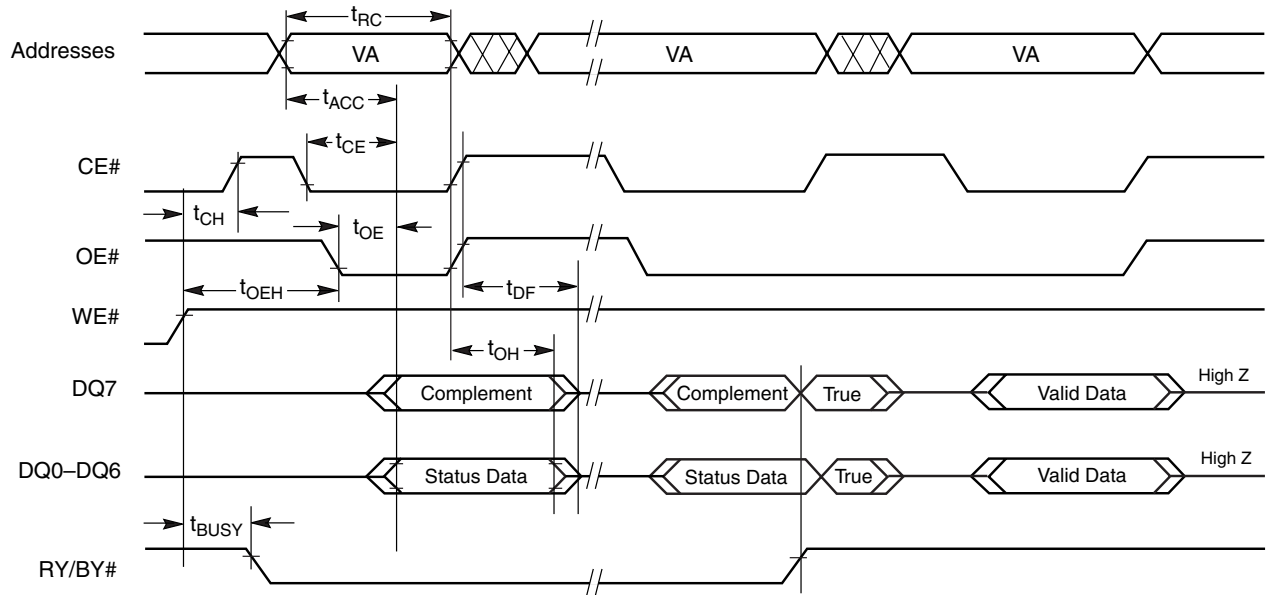 tRC
Addresses VA VA VA
tACC
tCE
CE#
tCH tOE
OE#
tOEH tDF
WE#
tOH
DQ7 Complement Complement True Valid Data High Z
DQ0–DQ6 Status Data Status Data True Valid Data High Z
tBUSY
RY/BY#